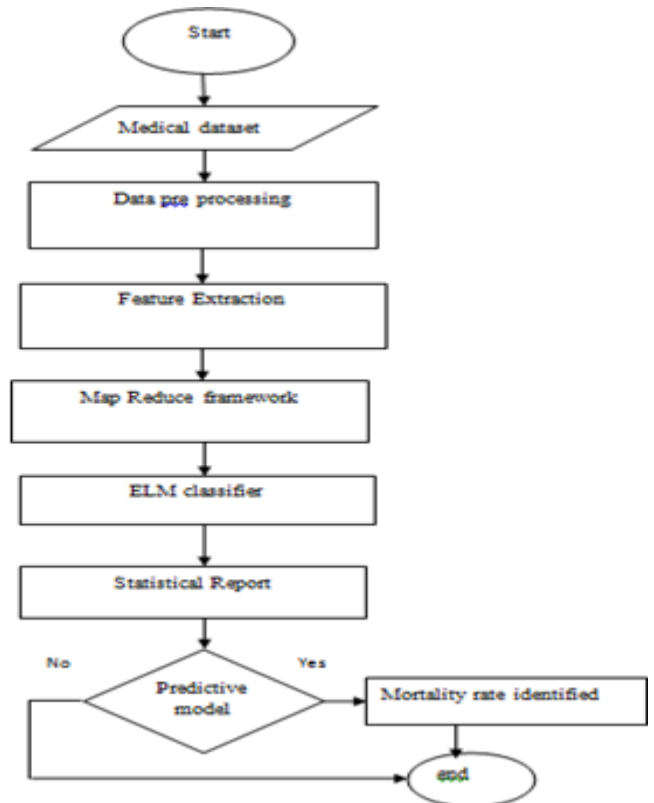 Start
Medical dataset
Data pre processing
Feature Extraction
Map Reduce framework
ELM classifier
Statistical Report
No
Yes
Predictive
model
Mortality rate identified
end